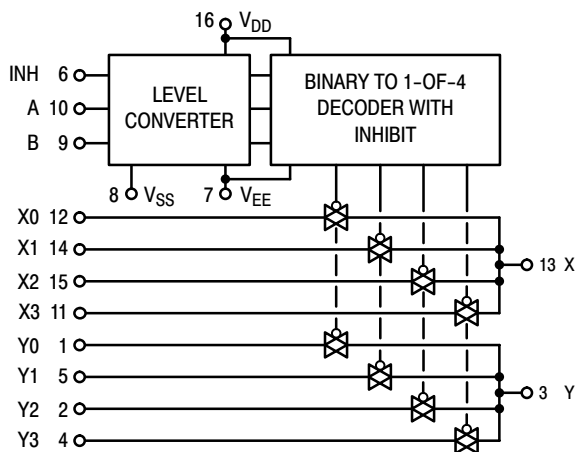 16 VDD
INH 6
A 10
B 9
LEVEL
CONVERTER
BINARY TO 1-OF-4
DECODER WITH
INHIBIT
8 VSS
7 VEE
X0 12
X1 14
X2 15
X3 11
13 X
Y0 1
Y1 5
Y2 2
Y3 4
3 Y